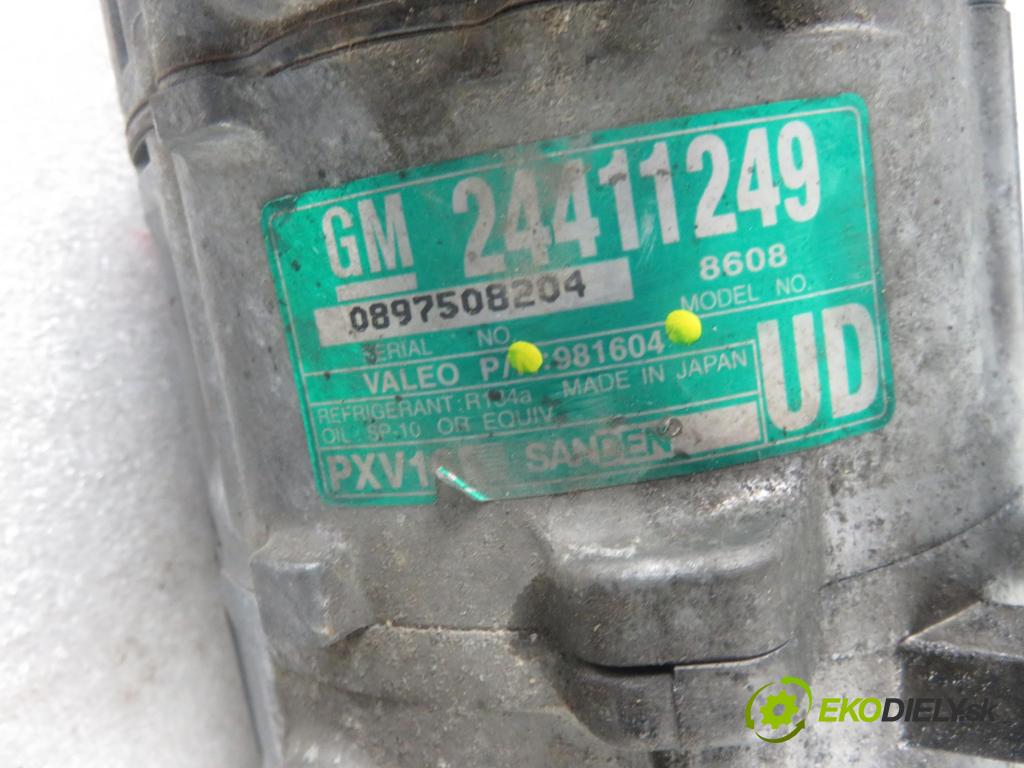 GM 24411249
0897508204 8608
SERIAL NO. MODEL NO.
VALEO 981604
REFRIGERANT: MADE IN JAPAN
OIL: SP-10 OR EQUIV. UD
SANDEN
EKODIELY.sk